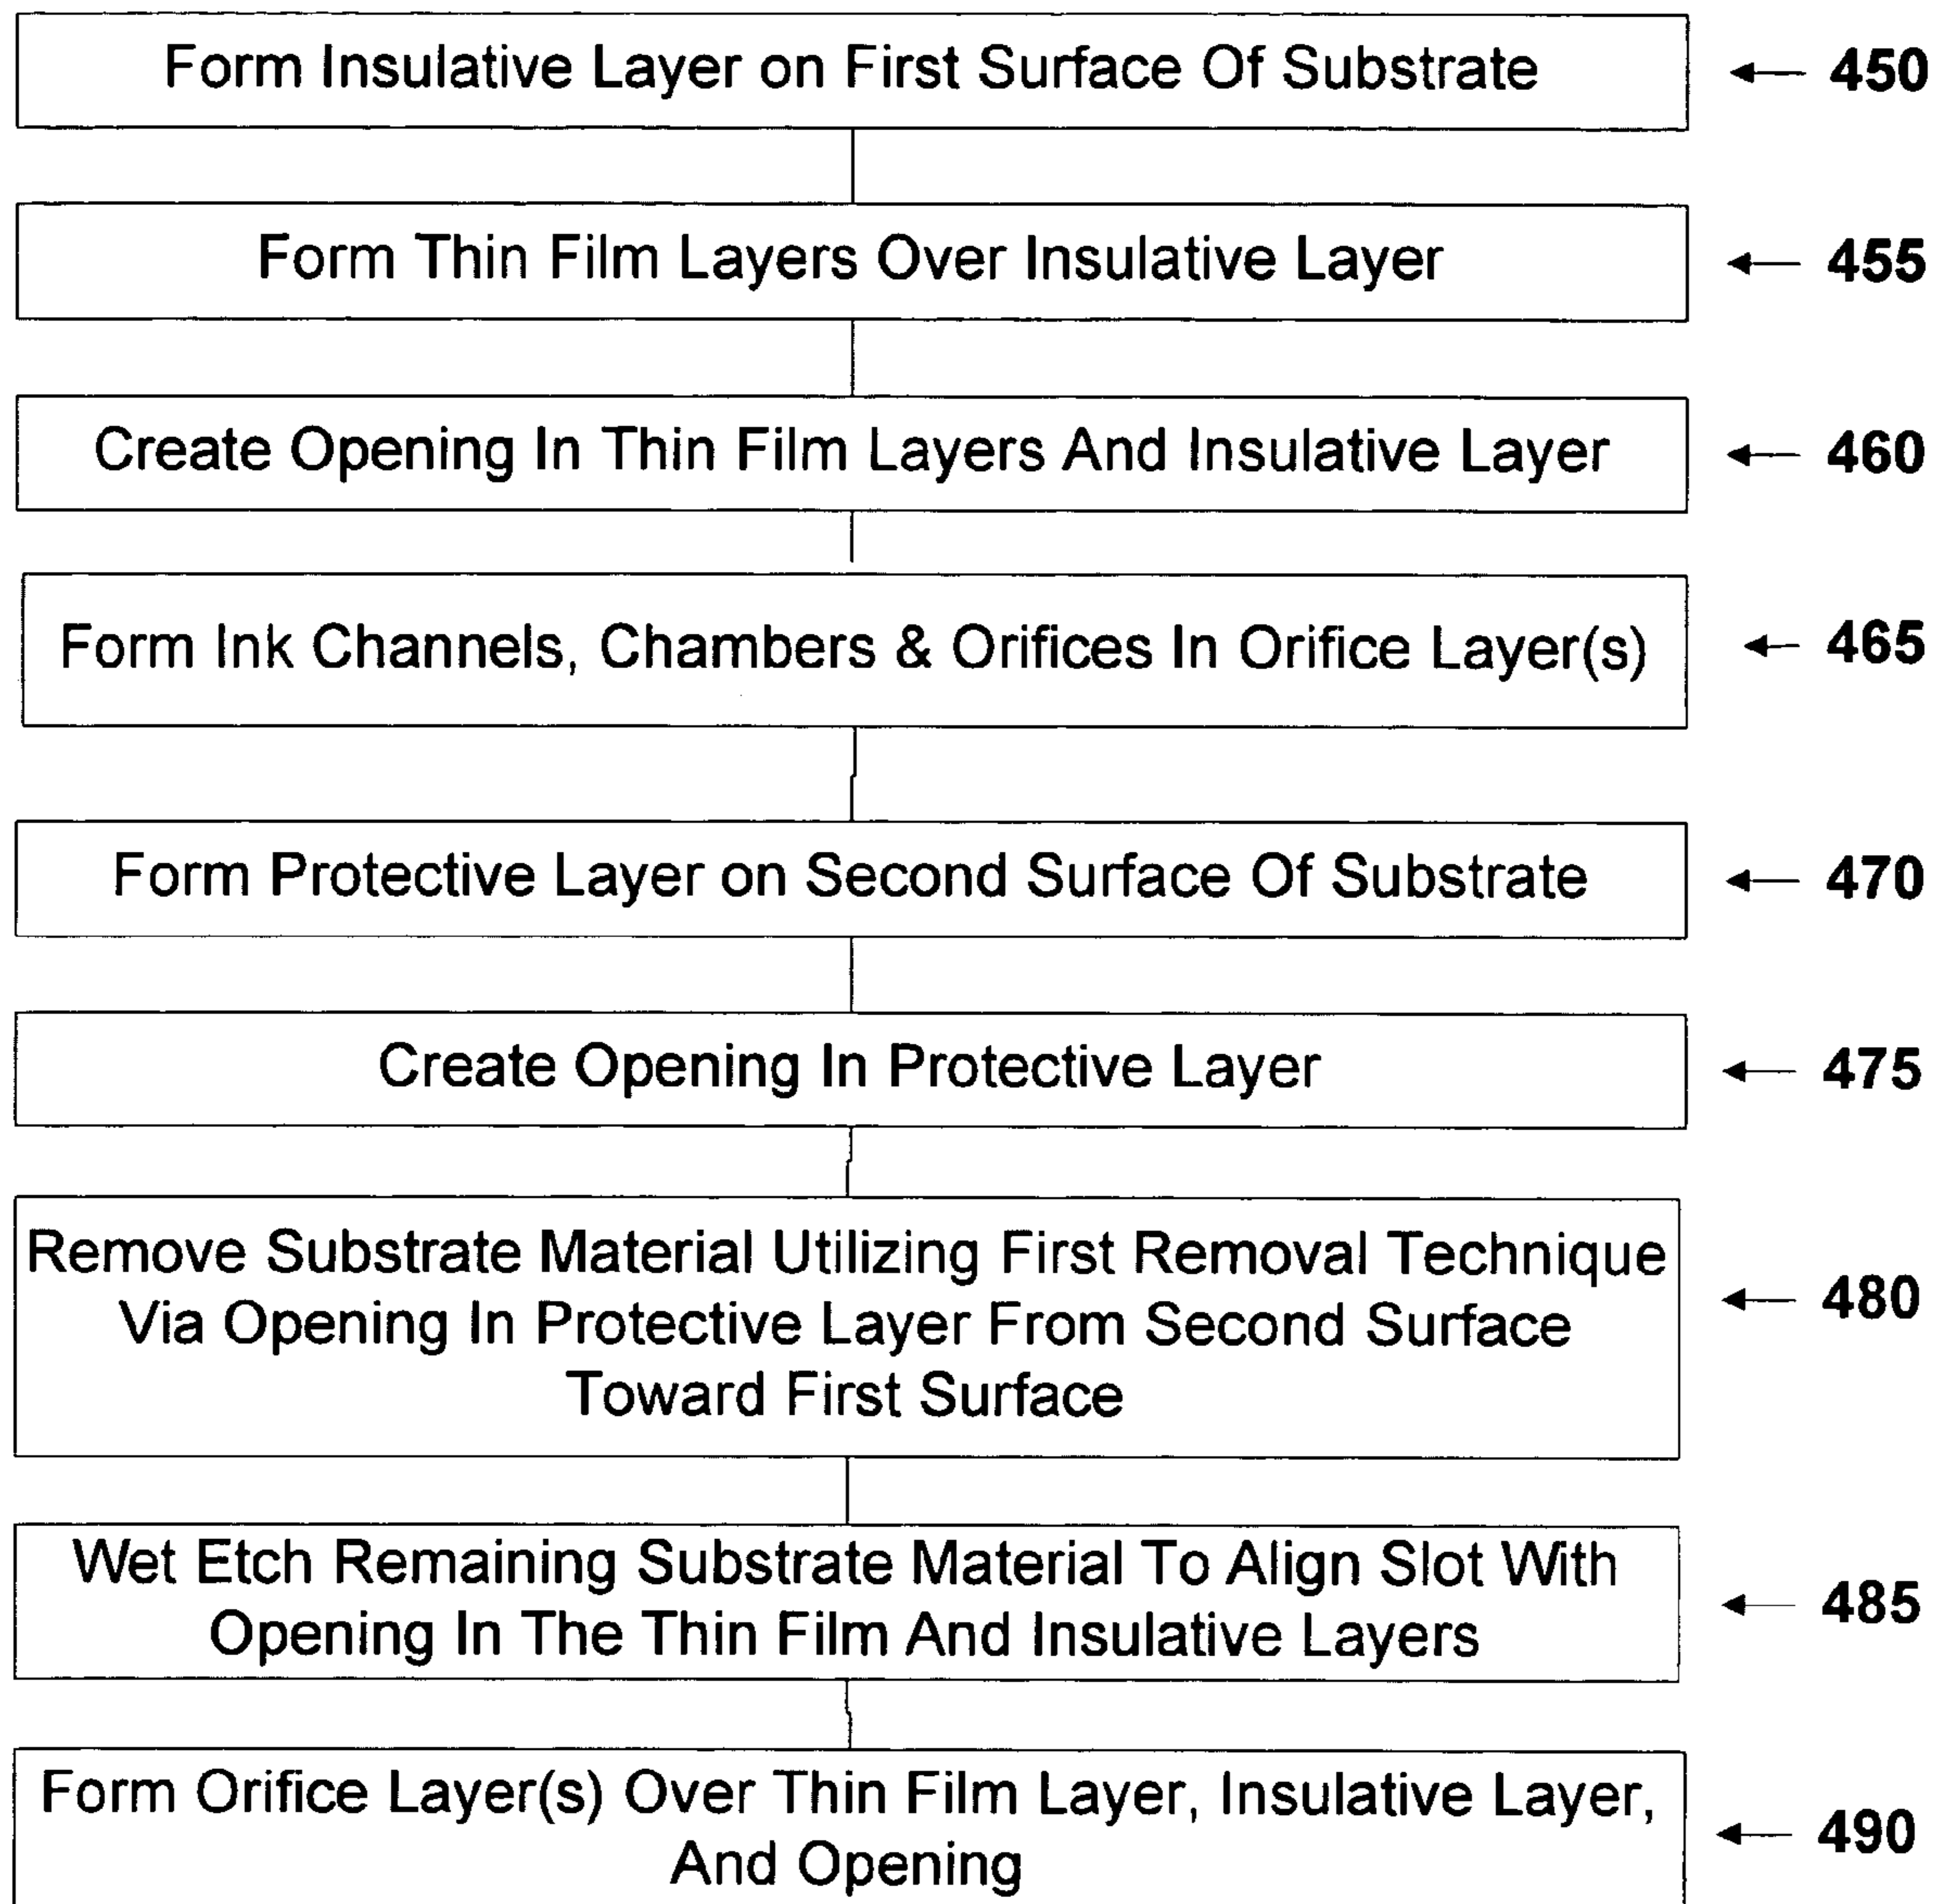 Form Insulative Layer on First Surface Of Substrate 450
Form Thin Film Layers Over Insulative Layer 455
Create Opening In Thin Film Layers And Insulative Layer 460
Form Ink Channels, Chambers & Orifices In Orifice Layer(s) 465
Form Protective Layer on Second Surface Of Substrate 470
Create Opening In Protective Layer 475
Remove Substrate Material Utilizing First Removal Technique
Via Opening In Protective Layer From Second Surface 480
Toward First Surface
Wet Etch Remaining Substrate Material To Align Slot With
Opening In The Thin Film And Insulative Layers 485
Form Orifice Layer(s) Over Thin Film Layer, Insulative Layer,
And Opening 490